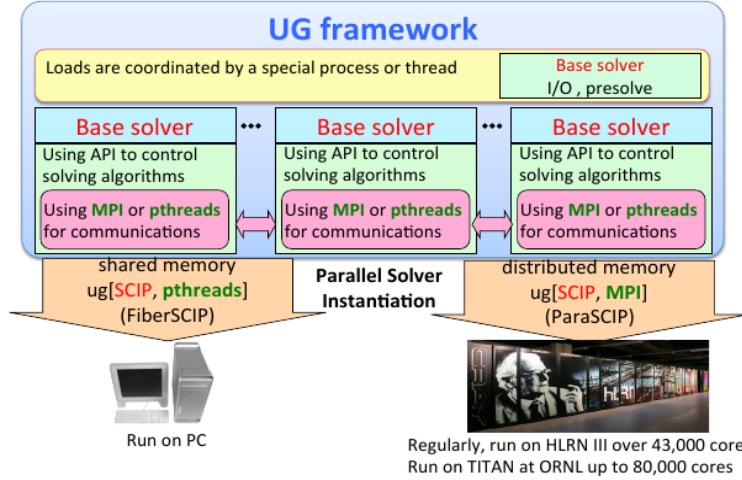 UG framework
Loads are coordinated by a special process or thread
Base solver
I/O , presolve
Base solver
•••
Base solver
•••
Base solver
Using API to control
solving algorithms
Using API to control
solving algorithms
Using API to control
solving algorithms
Using MPI or pthreads
for communications
Using MPI or pthreads
for communications
Using MPI or pthreads
for communications
shared memory
ug[SCIP, pthreads]
(FiberSCIP)
Parallel Solver
Instantiation
distributed memory
ug[SCIP, MPI]
(ParaSCIP)
HLRN
Run on PC
Regularly, run on HLRN III over 43,000 core
Run on TITAN at ORNL up to 80,000 cores